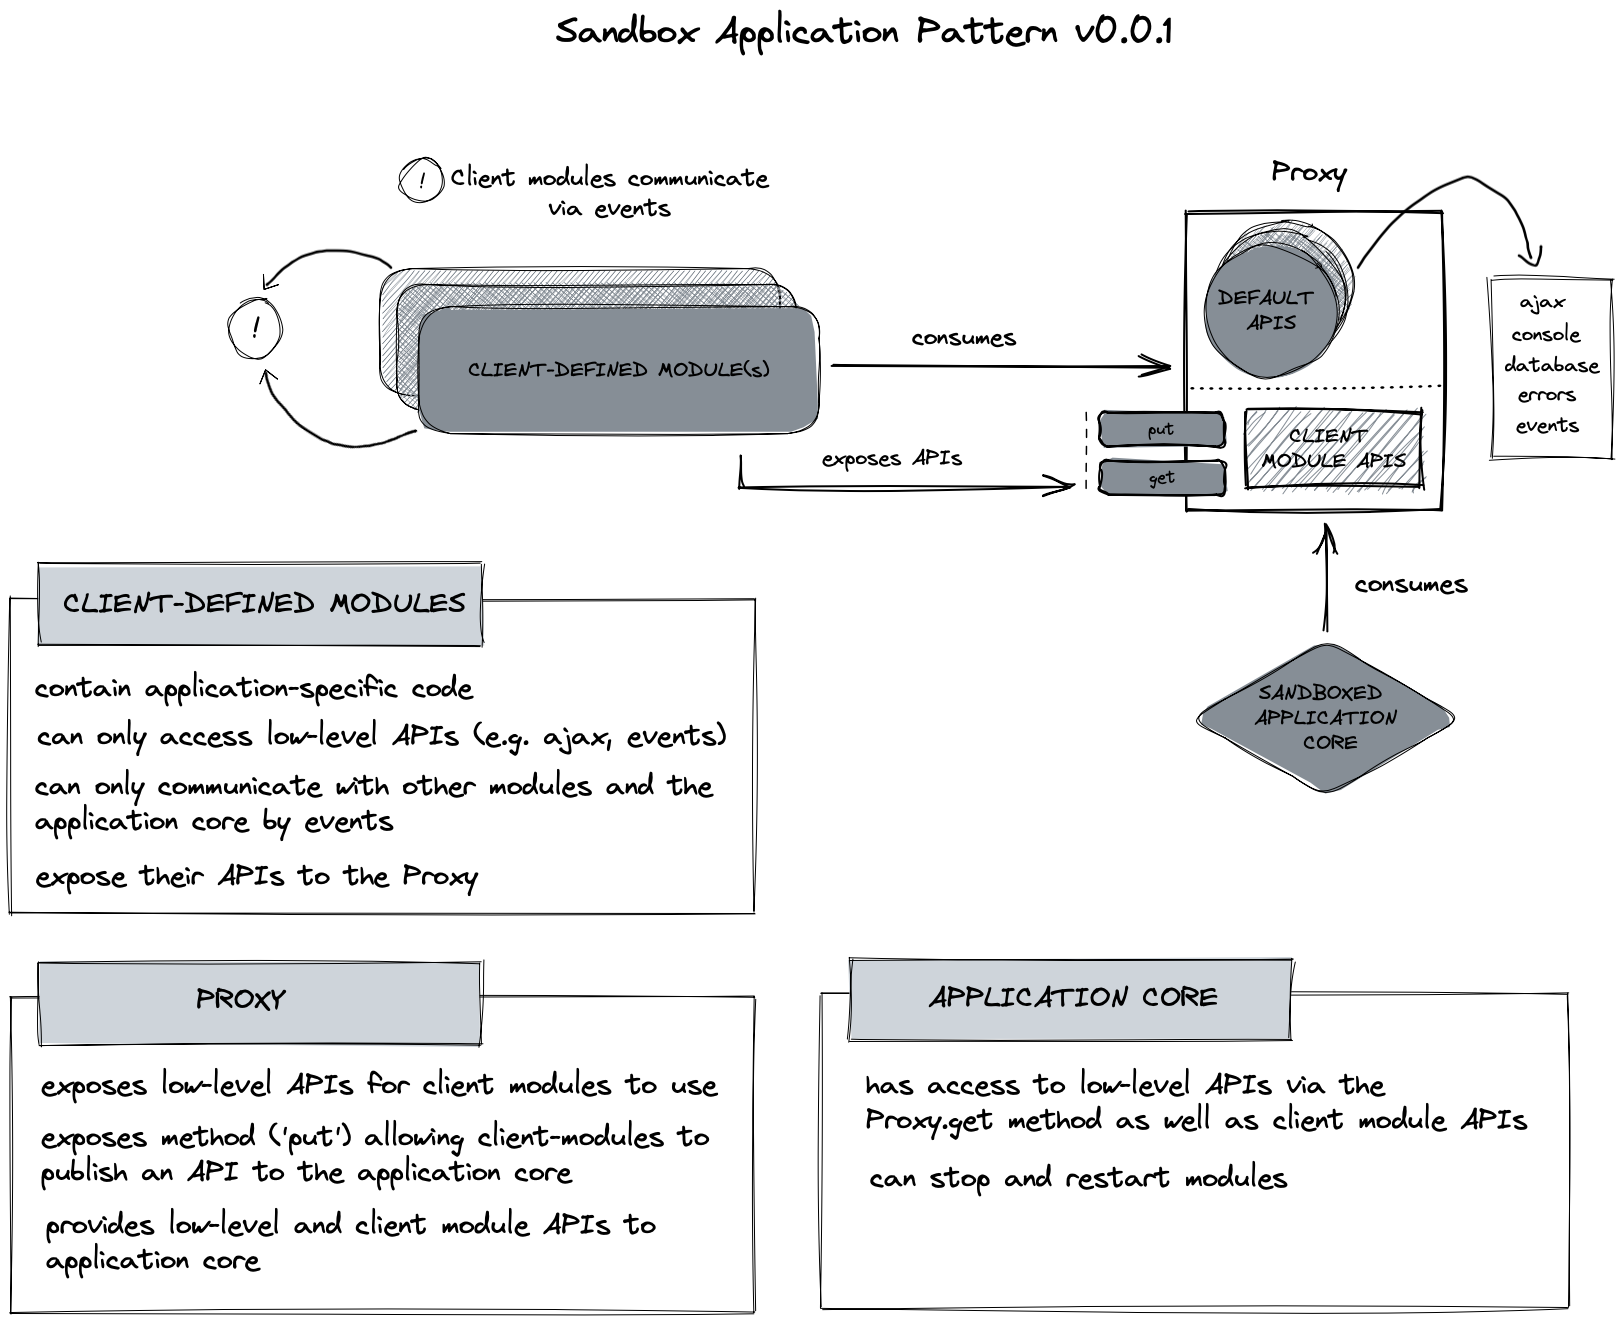 Sandbox Application Pattern v0.0.1
! Client modules communicate
via events
Proxy
!
CLIENT-DEFINED MODULE(s)
consumes
DEFAULT
APIS
ajax
console
database
errors
events
exposes APIs
put
get
CLIENT
MODULE APIS
consumes
SANDBOXED
APPLICATION
CORE
CLIENT-DEFINED MODULES
contain application-specific code
can only access low-level APIs (e.g. ajax, events)
can only communicate with other modules and the
application core by events
expose their APIs to the Proxy
PROXY
exposes low-level APIs for client modules to use
exposes method ('put') allowing client-modules to
publish an API to the application core
provides low-level and client module APIs to
application core
APPLICATION CORE
has access to low-level APIs via the
Proxy.get method as well as client module APIs
can stop and restart modules